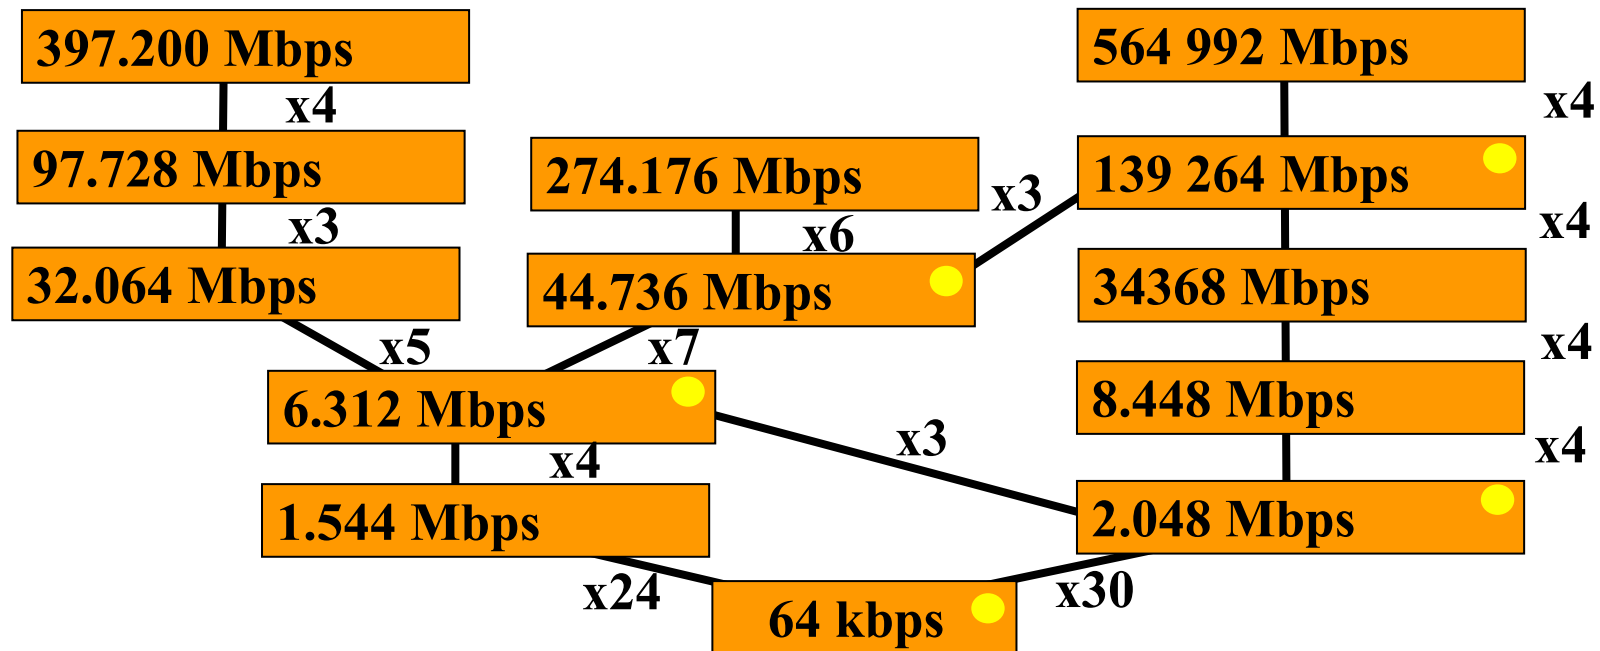 397.200 Mbps
564 992 Mbps
x4
x4
97.728 Mbps
274.176 Mbps
139 264 Mbps
x3
x3
x6
x4
32.064 Mbps
44.736 Mbps
34368 Mbps
x5
x7
x4
6.312 Mbps
8.448 Mbps
x3
x4
x4
1.544 Mbps
2.048 Mbps
x24
x30
64 kbps